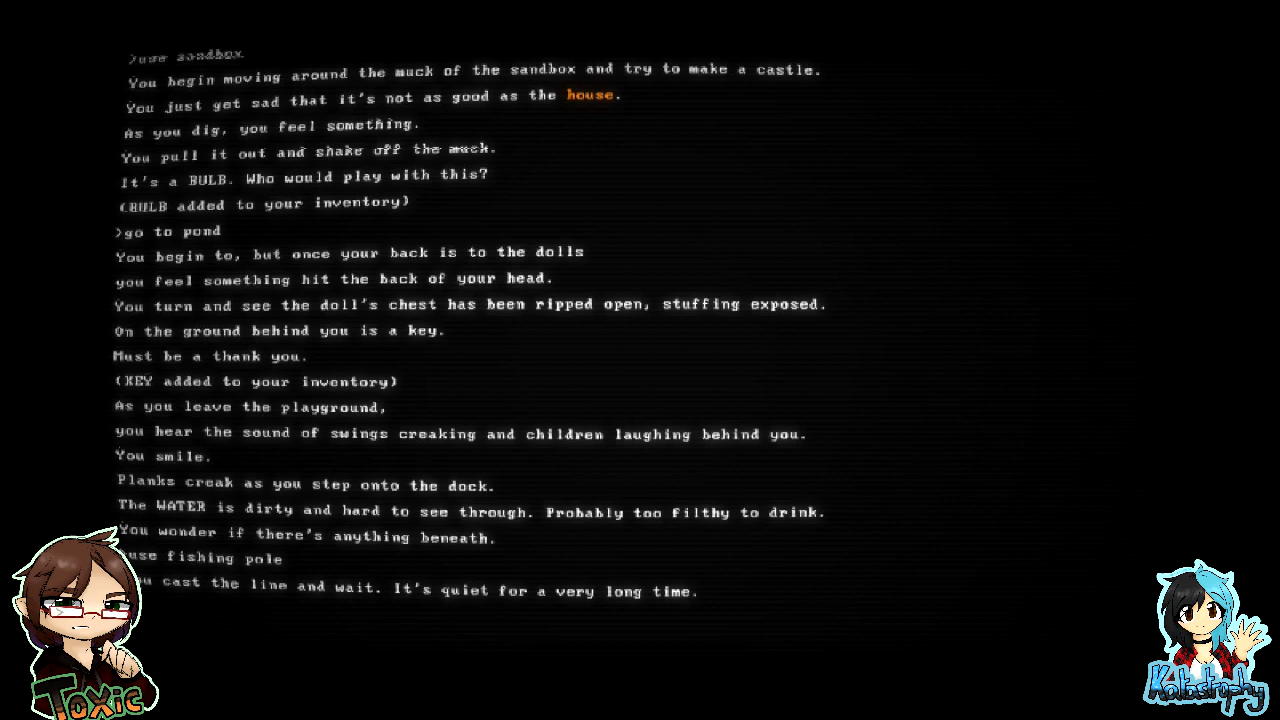 >use sandbox
You begin moving around the muck of the sandbox and try to make a castle.
You just get sad that it's not as good as the house.
As you dig, you feel something.
You pull it out and shake off the muck.
It's a BULB. Who would play with this?
(BULB added to your inventory)
>go to pond
You begin to, but once your back is to the dolls
you feel something hit the back of your head.
You turn and see the doll's chest has been ripped open, stuffing exposed.
On the ground behind you is a key.
Must be a thank you.
(KEY added to your inventory)
As you leave the playground,
you hear the sound of swings creaking and children laughing behind you.
You smile.
Planks creak as you step onto the dock.
The WATER is dirty and hard to see through. Probably too filthy to drink.
You wonder if there's anything beneath.
use fishing pole
ou cast the line and wait. It's quiet for a very long time.
Toxic
Katastrophy